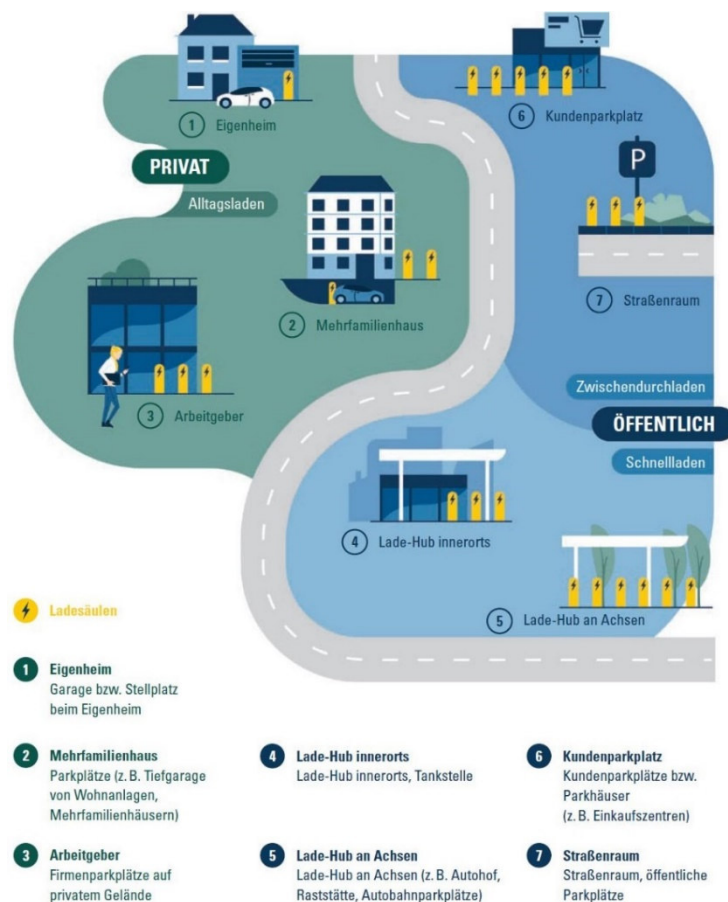 1 Eigenheim
PRIVAT
Alltagsladen
2 Mehrfamilienhaus
3 Arbeitgeber
6 Kundenparkplatz
P
7 Straßenraum
Zwischendurchladen
ÖFFENTLICH
Schnellladen
4 Lade-Hub innerorts
5 Lade-Hub an Achsen
Ladesäulen
1 Eigenheim
Garage bzw. Stellplatz
beim Eigenheim
2 Mehrfamilienhaus
Parkplätze (z. B. Tiefgarage
von Wohnanlagen,
Mehrfamilienhäusern)
3 Arbeitgeber
Firmenparkplätze auf
privatem Gelände
4 Lade-Hub innerorts
Lade-Hub innerorts, Tankstelle
5 Lade-Hub an Achsen
Lade-Hub an Achsen (z. B. Autohof,
Raststätte, Autobahnparkplätze)
6 Kundenparkplatz
Kundenparkplätze bzw.
Parkhäuser
(z. B. Einkaufszentren)
7 Straßenraum
Straßenraum, öffentliche
Parkplätze